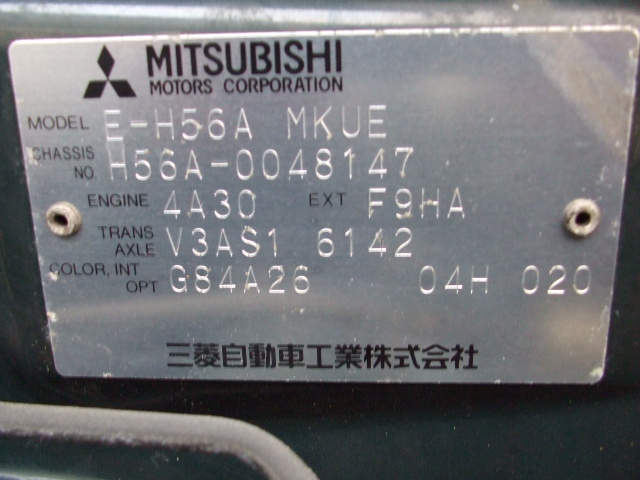 MITSUBISHI
MOTORS CORPORATION
MODEL E-H56A MKUE
CHASSIS NO. H56A-0048147
ENGINE 4A30 EXT F9HA
TRANS AXLE V3AS1 6142
COLOR, INT OPT G84A26 04H 020
三菱自動車工業株式会社